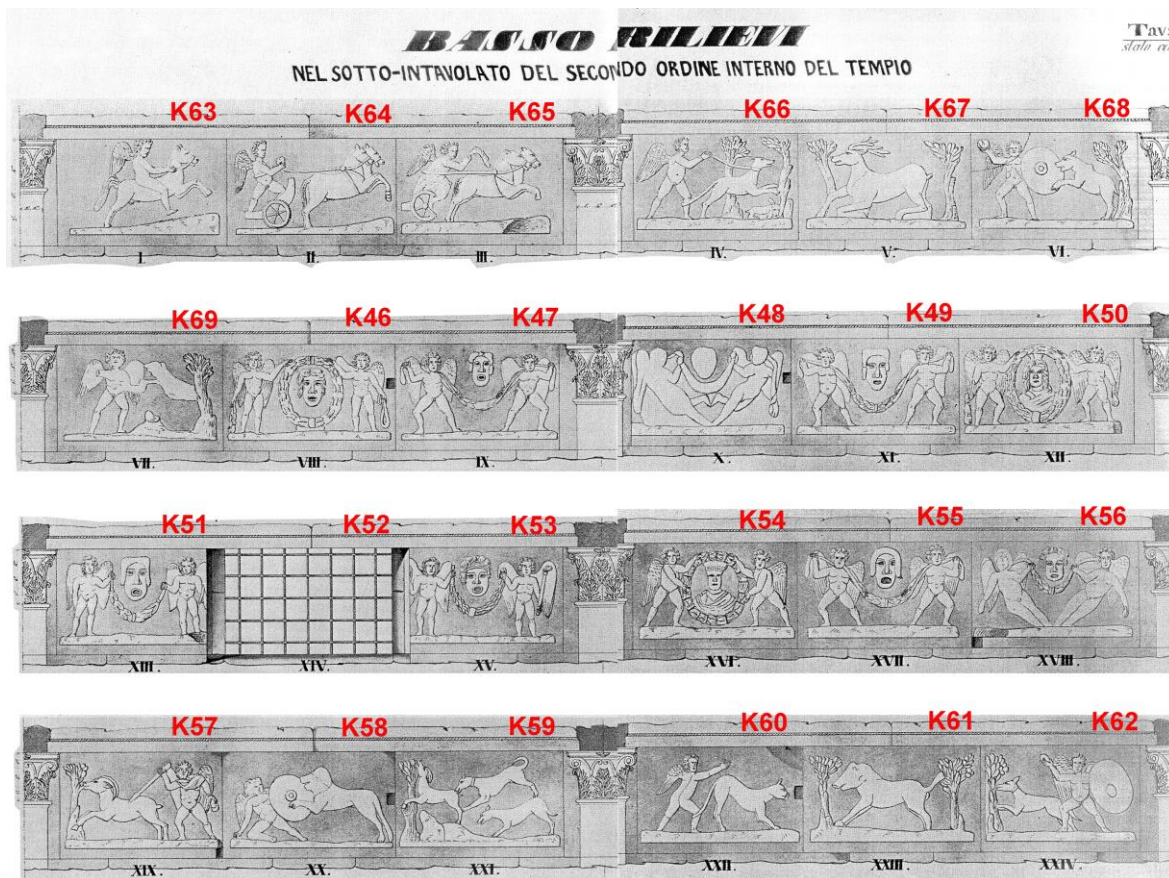 BASSO RILIEVI
NEL SOTTO-INTAVOLATO DEL SECONDO ORDINE INTERNO DEL TEMPIO
K63 K64 K65 K66 K67 K68
I. II. III. IV. V. VI.
K69 K46 K47 K48 K49 K50
VII. VIII. IX. X. XI. XII.
K51 K52 K53 K54 K55 K56
XIII. XIV. XV. XVI. XVII. XVIII.
K57 K58 K59 K60 K61 K62
XIX. XX. XXI. XXII. XXIII. XXIV.